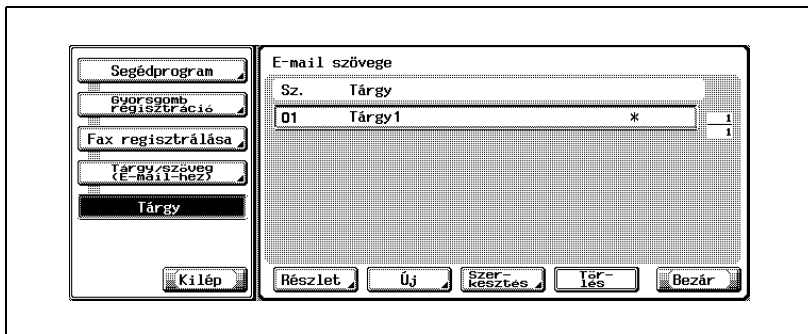 Segédprogram
Gyorsgomb
regisztráció
Fax regisztrálása
Tárgy/szöveg
(E-mail-hez)
Tárgy
Kilép
E-mail szövege
Sz. Tárgy
01 Tárgy1 *
1
1
Részlet
Új
Szer-
kesztés
Tör-
lés
Bezár